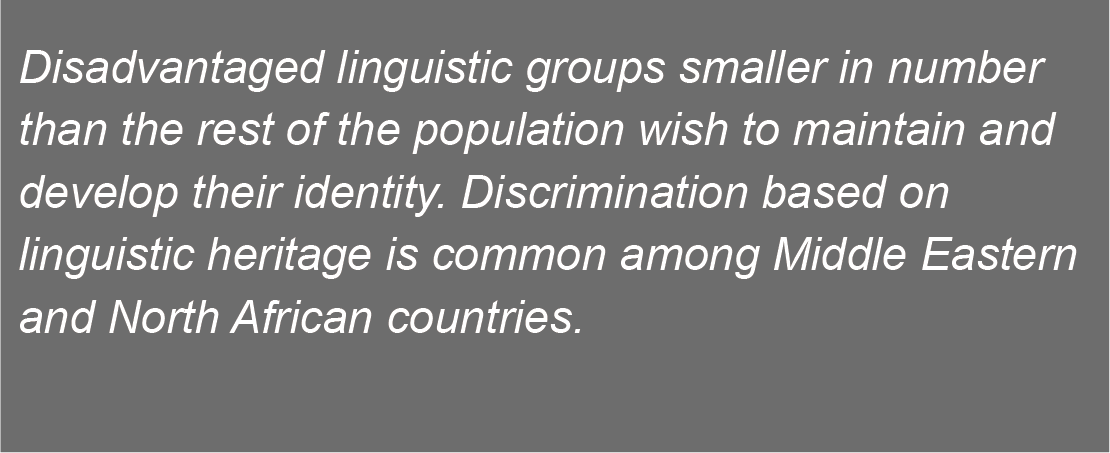 Disadvantaged linguistic groups smaller in number
than the rest of the population wish to maintain and
develop their identity. Discrimination based on
linguistic heritage is common among Middle Eastern
and North African countries.